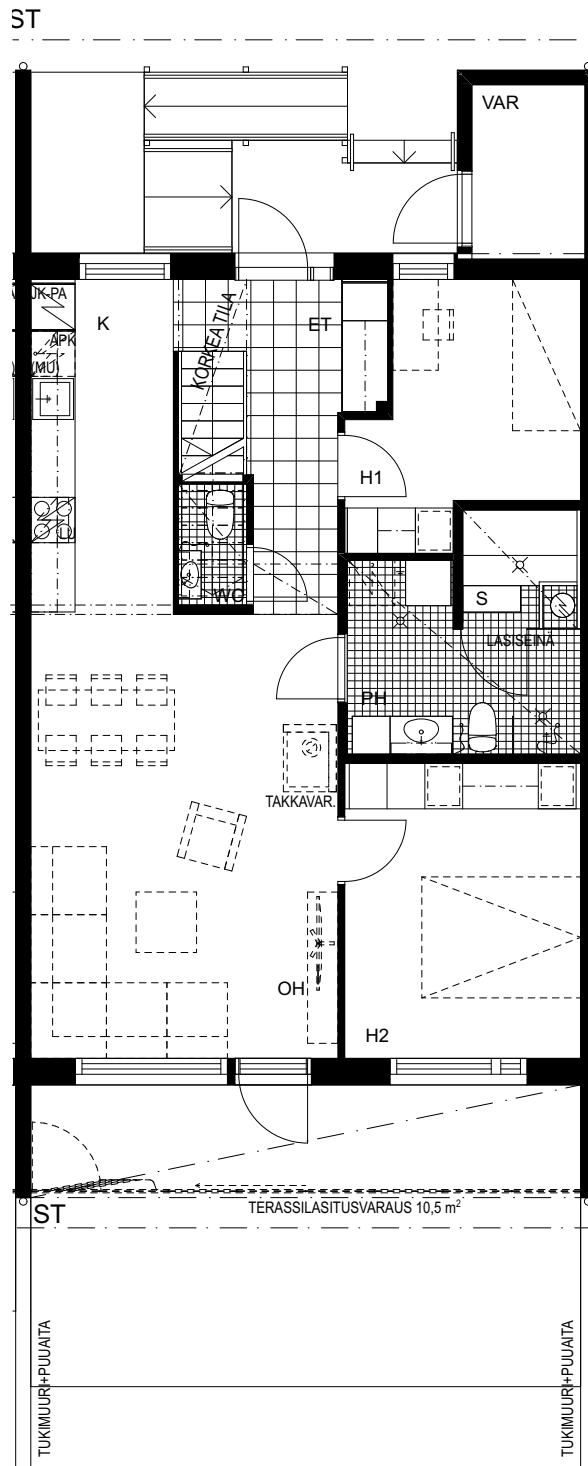 ST
VAR
JK-PA
K
KORKEA TILA
ET
APK
(MU)
H1
WC
S
LASISEINÄ
PH
TAKKAVAR.
OH
H2
ST
TERASSILASITUSVARAUS 10,5 m²
TUKIMUURI+PUUAITA
TUKIMUURI+PUUAITA